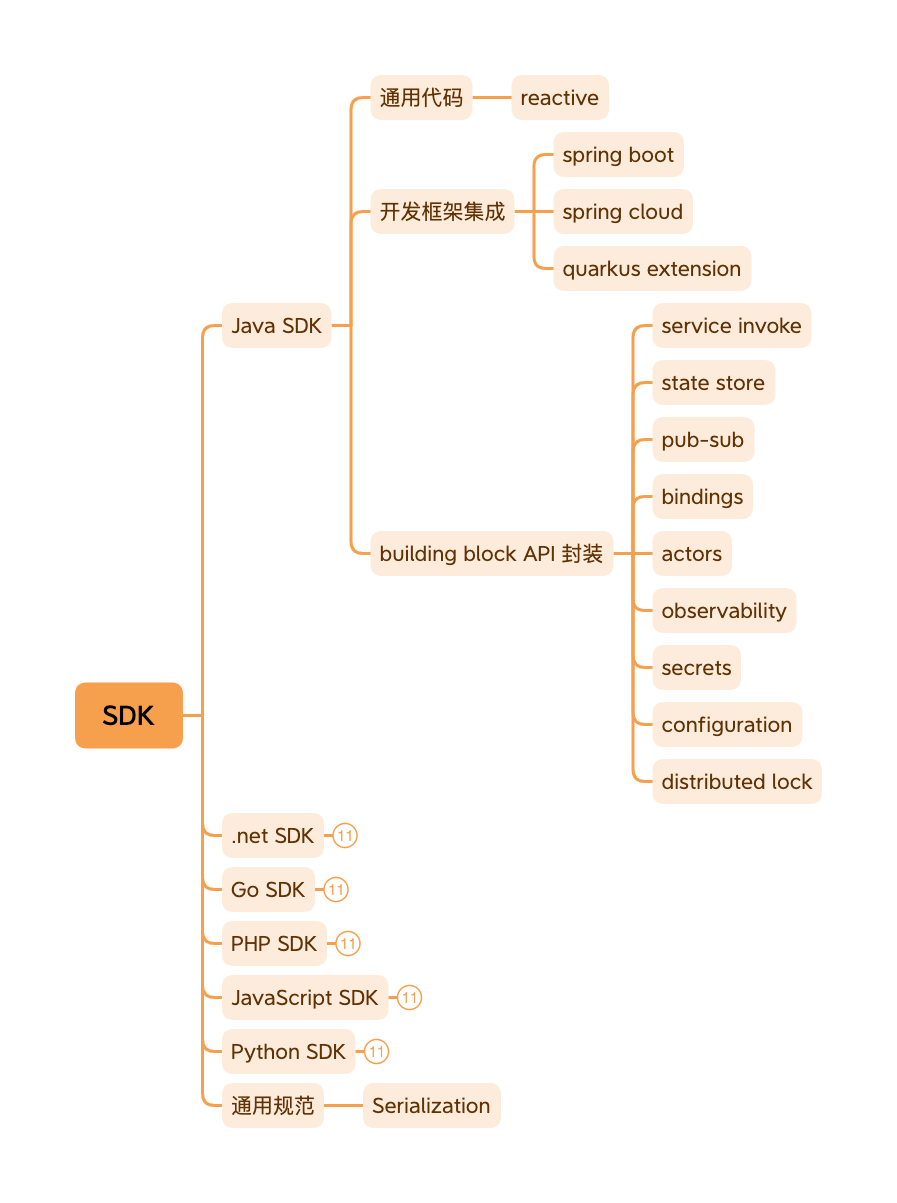 通用代码
reactive
spring boot
开发框架集成
spring cloud
quarkus extension
Java SDK
service invoke
state store
pub-sub
bindings
building block API 封装
actors
observability
secrets
SDK
configuration
distributed lock
.net SDK
11
Go SDK
11
PHP SDK
11
JavaScript SDK
11
Python SDK
11
通用规范
Serialization